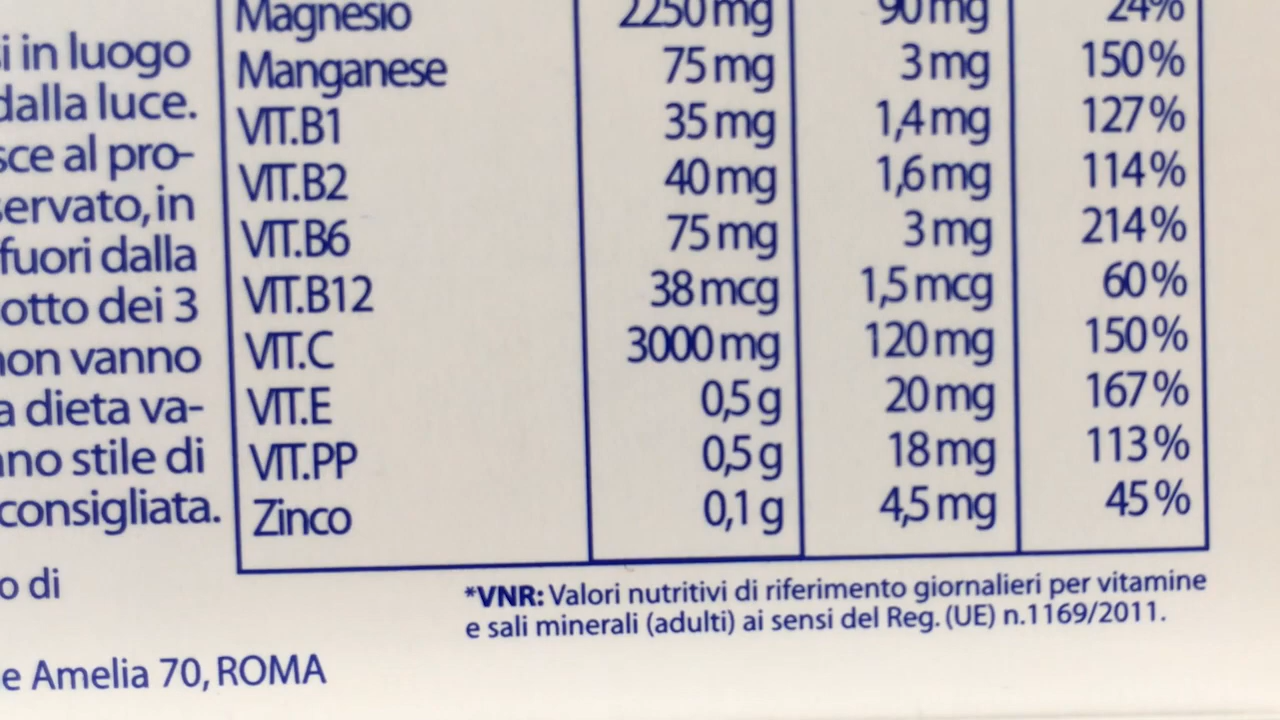 i in luogo
dalla luce.
sce al pro-
servato, in
fuori dalla
otto dei 3
non vanno
a dieta va-
ano stile di
consigliata.
o di
e Amelia 70, ROMA
Magnesio 2250 mg 90 mg 24%
Manganese 75 mg 3 mg 150%
VIT.B1 35 mg 1,4 mg 127%
VIT.B2 40 mg 1,6 mg 114%
VIT.B6 75 mg 3 mg 214%
VIT.B12 38 mcg 1,5 mcg 60%
VIT.C 3000 mg 120 mg 150%
VIT.E 0,5 g 20 mg 167%
VIT.PP 0,5 g 18 mg 113%
Zinco 0,1 g 4,5 mg 45%
*VNR: Valori nutritivi di riferimento giornalieri per vitamine
e sali minerali (adulti) ai sensi del Reg. (UE) n.1169/2011.